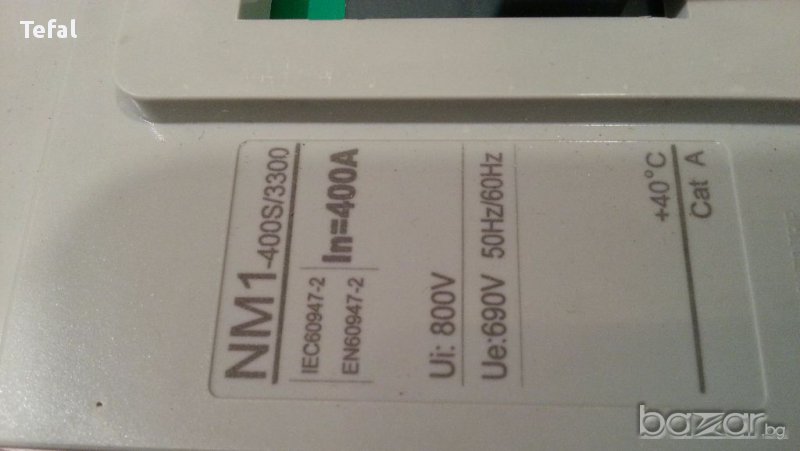 Tefal
NM1-400S/3300
IEC60947-2
EN60947-2
In=400A
Ui: 800V
Ue:690V 50Hz/60Hz
+40°C
Cat A
bazar.bg